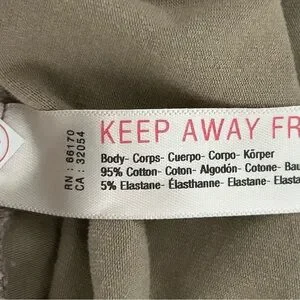 KEEP AWAY FR
RN : 66170
CA : 32054
Body- Corps- Cuerpo- Corpo- Körper
95% Cotton- Coton- Algodón- Cotone- Bau
5% Elastane- Élasthanne- Elastane- Elasta